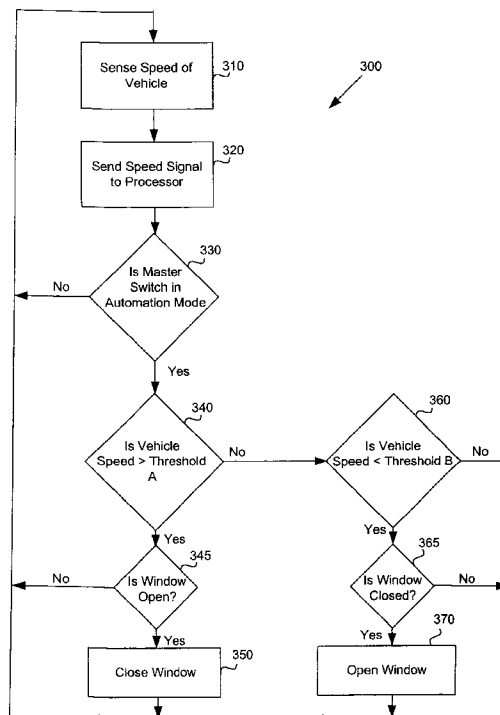 Sense Speed of
Vehicle
310
300
Send Speed Signal
to Processor
320
330
Is Master
Switch in
Automation Mode
No
Yes
340
360
Is Vehicle
Speed > Threshold
A
No
Is Vehicle
Speed < Threshold B
No
Yes
Yes
345
365
Is Window
Open?
No
Is Window
Closed?
No
Yes
Yes
350
370
Close Window
Open Window